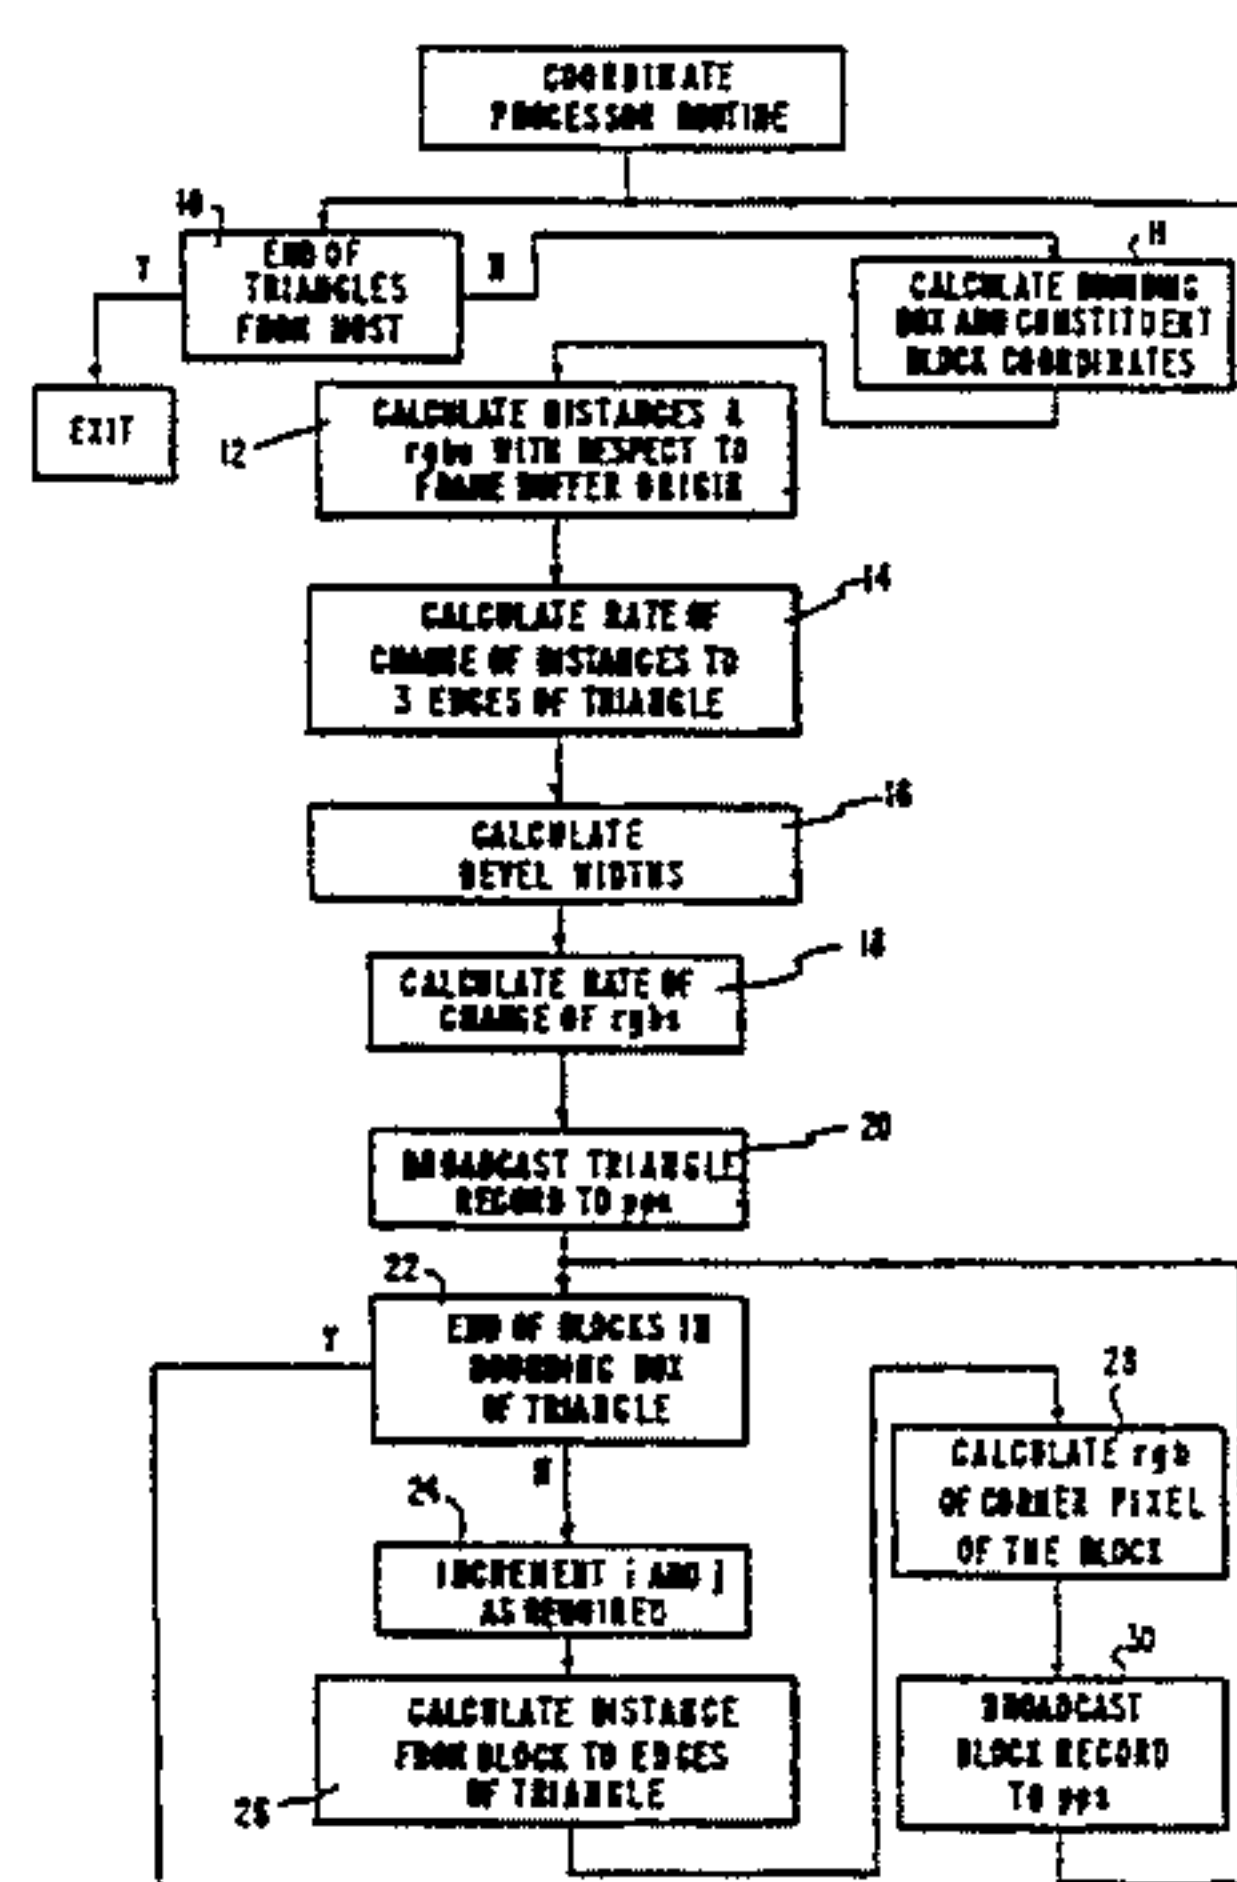 COORDINATE
PROCESSOR ROUTINE
10
END OF
TRIANGLES
FROM HOST
Y
N
EXIT
11
CALCULATE BOUNDING
BOX AND CONSTITUENT
BLOCK COORDINATES
12
CALCULATE DISTANCES &
rgbs WITH RESPECT TO
FRAME BUFFER ORIGIN
14
CALCULATE RATE OF
CHANGE OF DISTANCES TO
3 EDGES OF TRIANGLE
16
CALCULATE
BEVEL WIDTHS
18
CALCULATE RATE OF
CHANGE OF rgbs
20
BROADCAST TRIANGLE
RECORD TO pps
22
END OF BLOCKS IN
BOUNDING BOX
OF TRIANGLE
Y
N
24
INCREMENT i AND j
AS REQUIRED
26
CALCULATE DISTANCE
FROM BLOCK TO EDGES
OF TRIANGLE
28
CALCULATE rgb
OF CORNER PIXEL
OF THE BLOCK
30
BROADCAST
BLOCK RECORD
TO pps